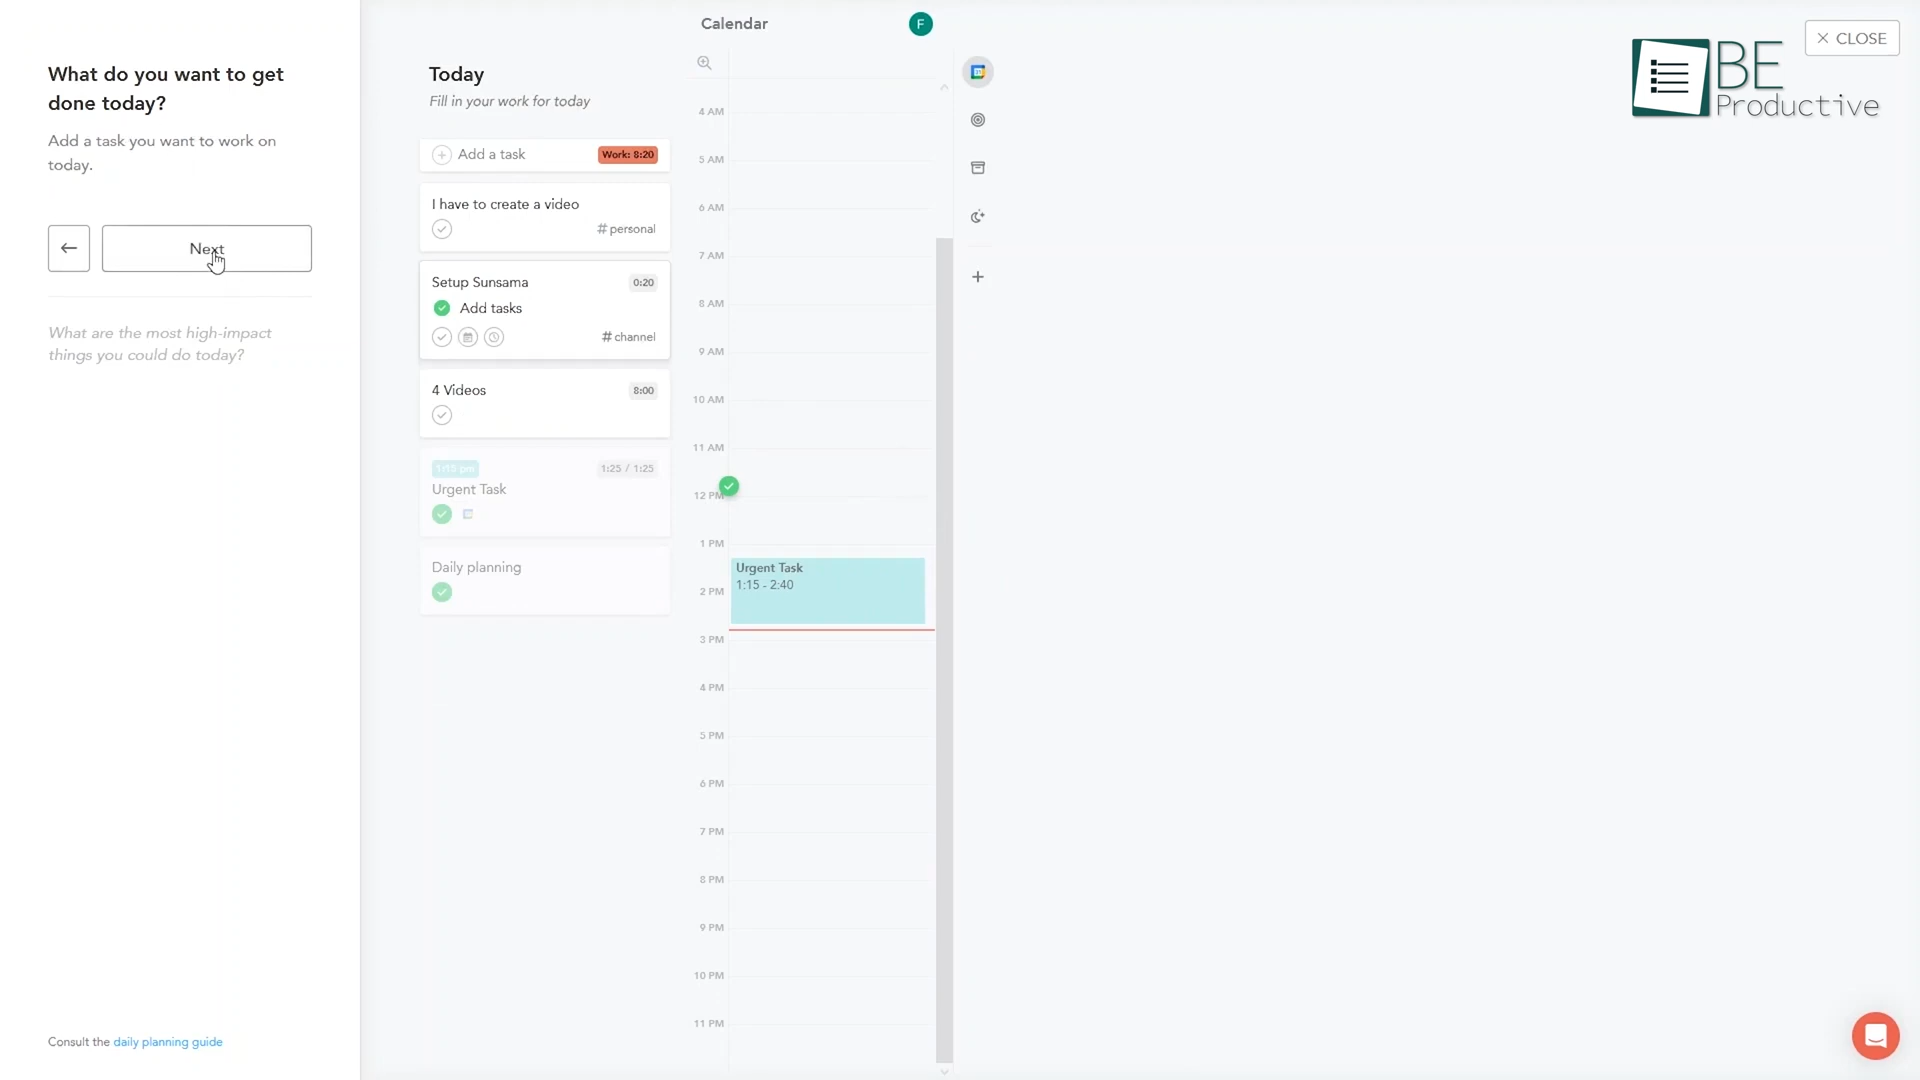 What do you want to get
done today?
Add a task you want to work on
today.
Next
What are the most high-impact
things you could do today?
Consult the daily planning guide
Today
Fill in your work for today
Add a task
Work: 8:20
I have to create a video
# personal
Setup Sunsama
0:20
Add tasks
# channel
4 Videos
8:00
1:15 pm
1:25 / 1:25
Urgent Task
Daily planning
Calendar
F
4 AM
5 AM
6 AM
7 AM
8 AM
9 AM
10 AM
11 AM
12 PM
1 PM
Urgent Task
1:15 - 2:40
2 PM
3 PM
4 PM
5 PM
6 PM
7 PM
8 PM
9 PM
10 PM
11 PM
CLOSE
BE
Productive